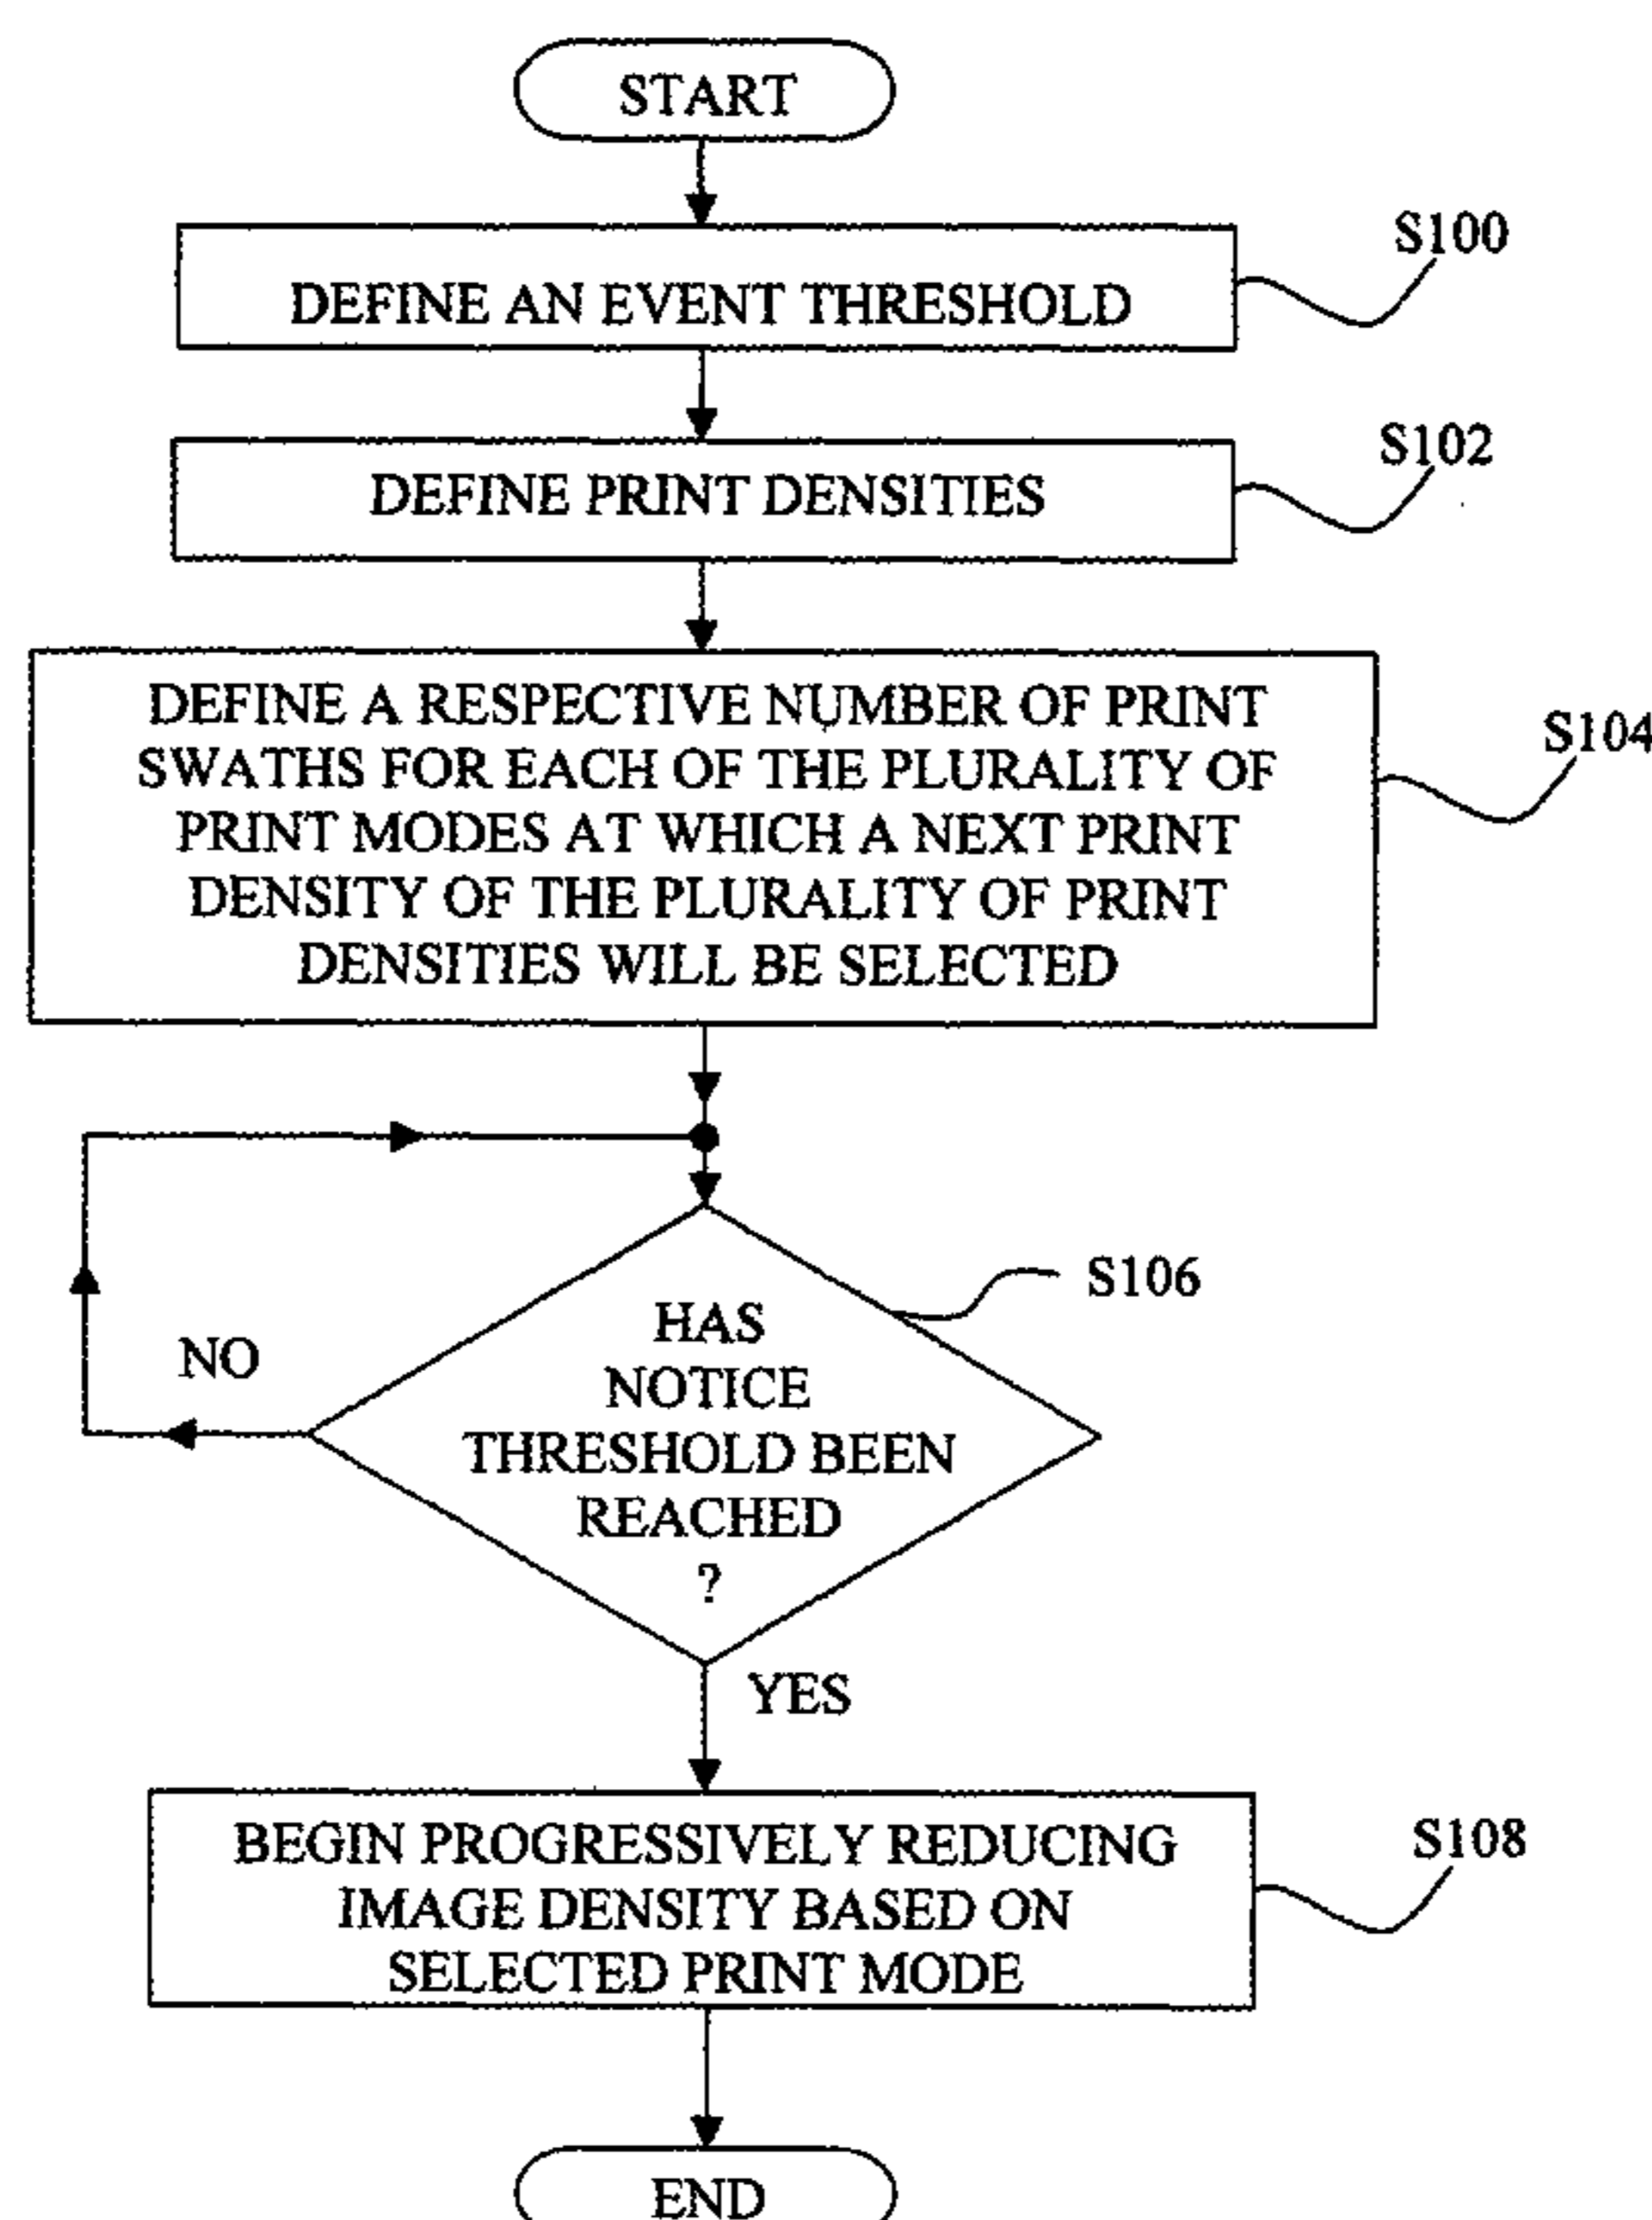 START
S100
DEFINE AN EVENT THRESHOLD
S102
DEFINE PRINT DENSITIES
DEFINE A RESPECTIVE NUMBER OF PRINT
SWATHS FOR EACH OF THE PLURALITY OF
PRINT MODES AT WHICH A NEXT PRINT
DENSITY OF THE PLURALITY OF PRINT
DENSITIES WILL BE SELECTED
S104
S106
HAS
NOTICE
THRESHOLD BEEN
REACHED
?
NO
YES
BEGIN PROGRESSIVELY REDUCING
IMAGE DENSITY BASED ON
SELECTED PRINT MODE
S108
END